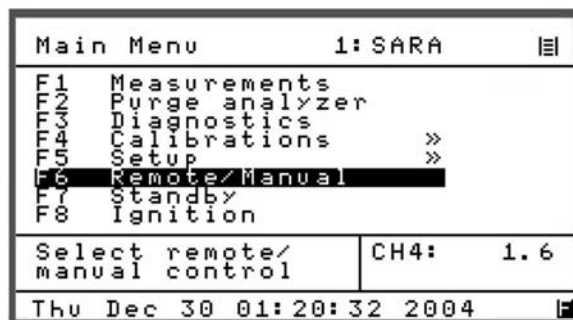 Main Menu 1: SARA
F1 Measurements
F2 Purge analyzer
F3 Diagnostics
F4 Calibrations »
F5 Setup »
F6 Remote/Manual
F7 Standby
F8 Ignition
Select remote/ CH4: 1.6
manual control
Thu Dec 30 01:20:32 2004